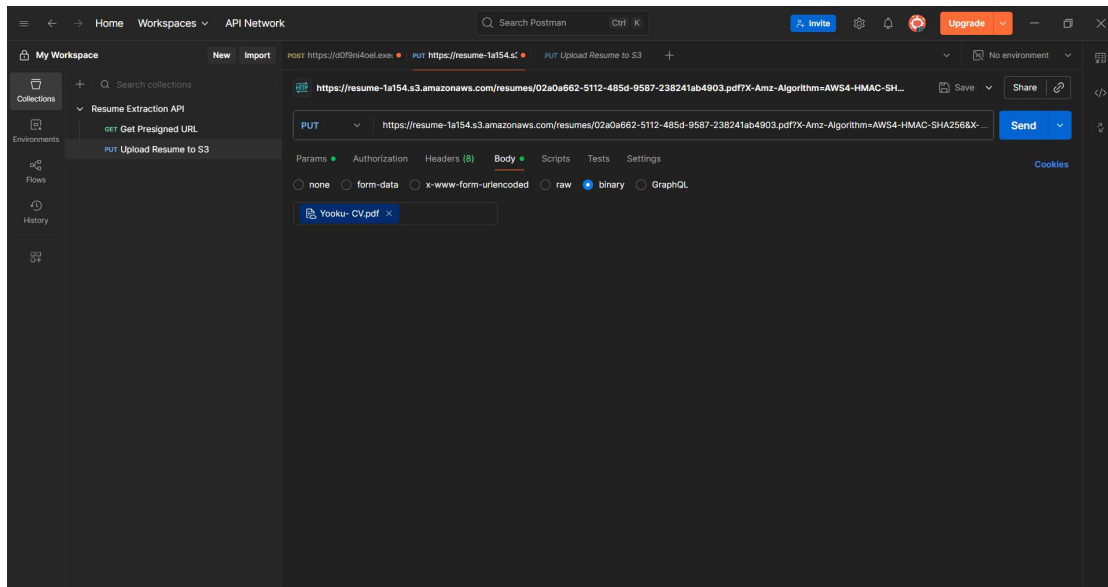 Home Workspaces API Network
Search Postman Ctrl K
Invite
Upgrade
My Workspace New Import
POST https://d0f9ni4oel.exe PUT https://resume-1a154.s3 PUT Upload Resume to S3
No environment
Collections
Search collections
https://resume-1a154.s3.amazonaws.com/resumes/02a0a662-5112-485d-9587-238241ab4903.pdf?X-Amz-Algorithm=AWS4-HMAC-SH...
Save Share
Resume Extraction API
Environments
GET Get Presigned URL
PUT https://resume-1a154.s3.amazonaws.com/resumes/02a0a662-5112-485d-9587-238241ab4903.pdf?X-Amz-Algorithm=AWS4-HMAC-SHA256&X-...
Send
PUT Upload Resume to S3
Flows
Params Authorization Headers (8) Body Scripts Tests Settings
Cookies
none form-data x-www-form-urlencoded raw binary GraphQL
History
Yooku- CV.pdf